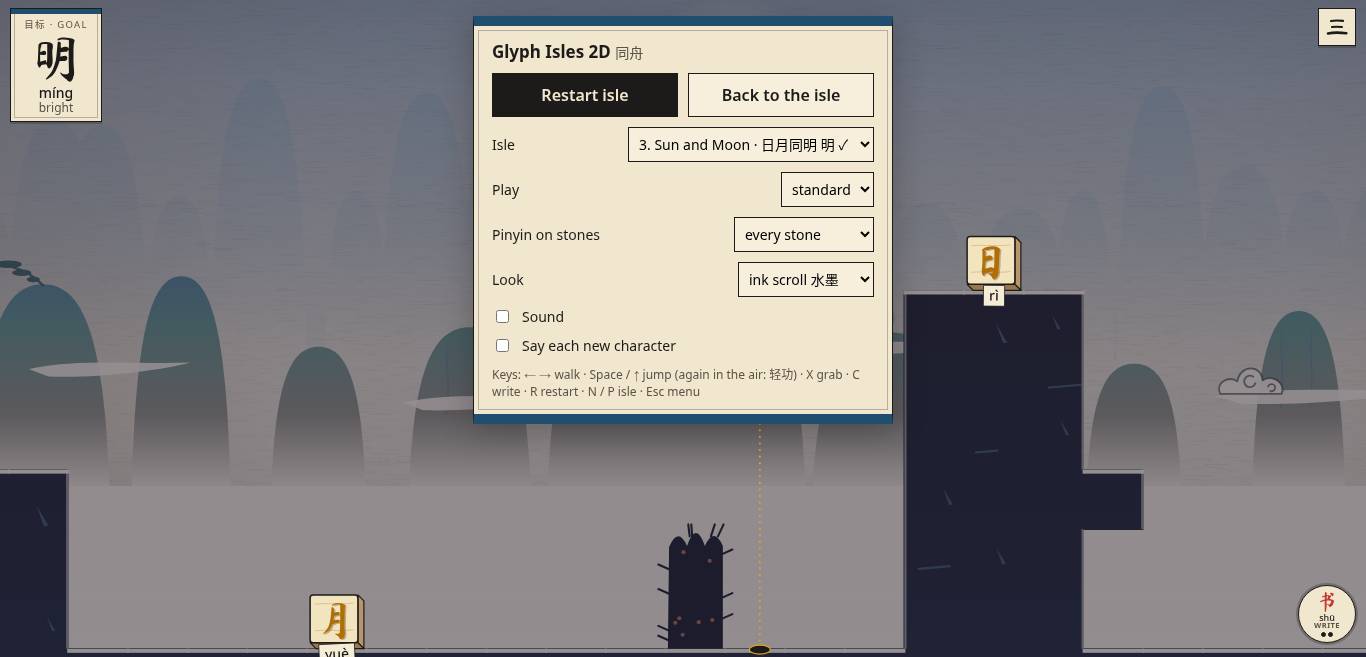 目标 · GOAL
明
míng
bright
Glyph Isles 2D 同舟
Restart isle
Back to the isle
Isle
3. Sun and Moon · 日月同明 明 ✓
Play
standard
Pinyin on stones
every stone
Look
ink scroll 水墨
Sound
Say each new character
Keys: ← → walk · Space / ↑ jump (again in the air: 轻功) · X grab · C
write · R restart · N / P isle · Esc menu
三
日
rì
月
yuè
书
shū
WRITE